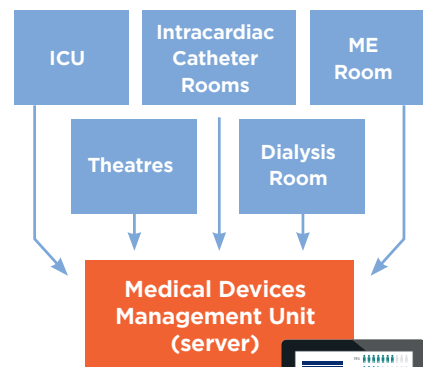 ICU
Intracardiac
Catheter
Rooms
ME
Room
Theatres
Dialysis
Room
Medical Devices
Management Unit
(server)